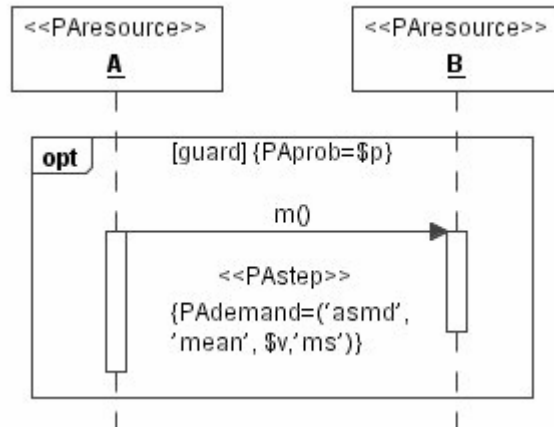 <<PAresource>>
A
<<PAresource>>
B
opt
[guard] {PAprob=$p}
m()
<<PAstep>>
{PAdemand=(‘asmd’,
’mean’, $v,’ms’)}